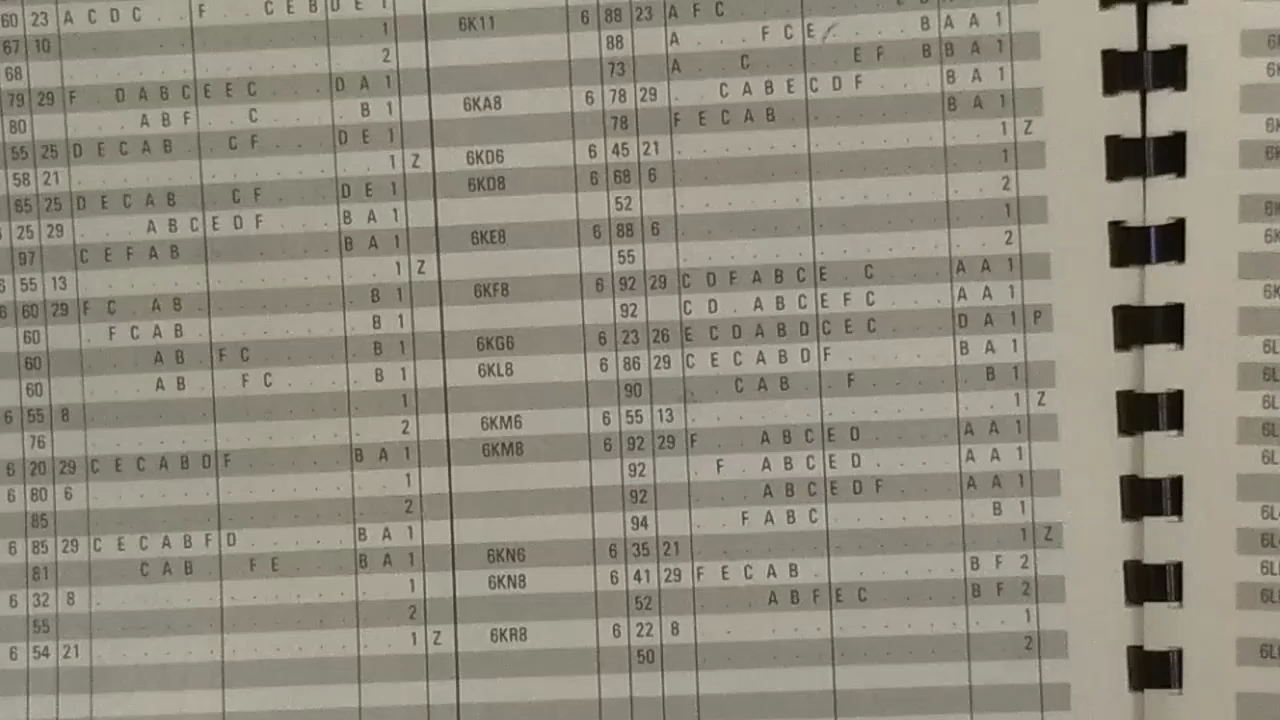 60 23 A C D C . . F . . C E B D E 1
67 10 1
68 2
79 29 F . D A B C E E C D A 1
80 A B F . . C B 1
55 25 D E C A B . C F D E 1
58 21 1 Z
65 25 D E C A B C F D E 1
25 29 A B C E D F B A 1
97 C E F A B B A 1
6 55 13 1 Z
6 60 29 F C . A B B 1
60 . F C A B B 1
60 A B . F C B 1
60 A B . F C B 1
6 55 8 1
76 2
6 20 29 C E C A B D F B A 1
6 80 6 1
85 2
6 85 29 C E C A B F D B A 1
81 C A B . F E B A 1
6 32 8 1
55 2
6 54 21 1 Z
6K11 6 88 23 A F C
88 A F C E B A A 1
73 A . . C E F B B A 1
6KA8 6 78 29 . . C A B E C D F B A 1
78 F E C A B B A 1
6KD6 6 45 21 1 Z
6KD8 6 68 6 1
52 2
6KE8 6 88 6 1
55 2
6KF8 6 92 29 C D F A B C E . C A A 1
92 C D . A B C E F C A A 1
6KG6 6 23 26 E C D A B D C E C D A 1 P
6KL8 6 86 29 C E C A B D F B A 1
90 C A B . . F B 1
6KM6 6 55 13 1 Z
6KM8 6 92 29 F . . A B C E D A A 1
92 . F . A B C E D A A 1
92 A B C E D F A A 1
94 . . F A B C B 1
6KN6 6 35 21 1 Z
6KN8 6 41 29 F E C A B B F 2
52 A B F E C B F 2
6KR8 6 22 8 1
50 2
6L
6L
6L
6L
6L